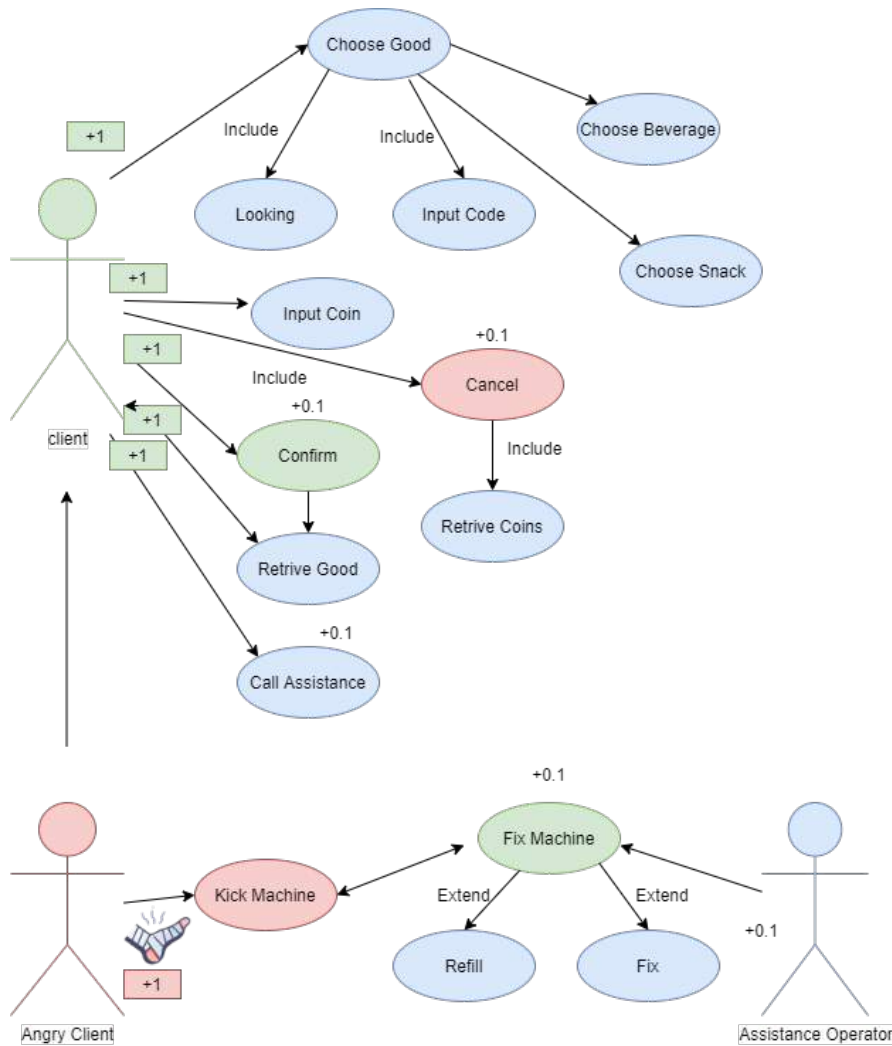 Choose Good
Choose Beverage
+1
Include
Include
Looking
Input Code
Choose Snack
+1
Input Coin
+0.1
+1
Include
Cancel
+0.1
+1
client
+1
Confirm
Include
Retrive Coins
Retrive Good
+0.1
Call Assistance
+0.1
Fix Machine
Kick Machine
Extend
Extend
+0.1
Refill
Fix
+1
Angry Client
Assistance Operator